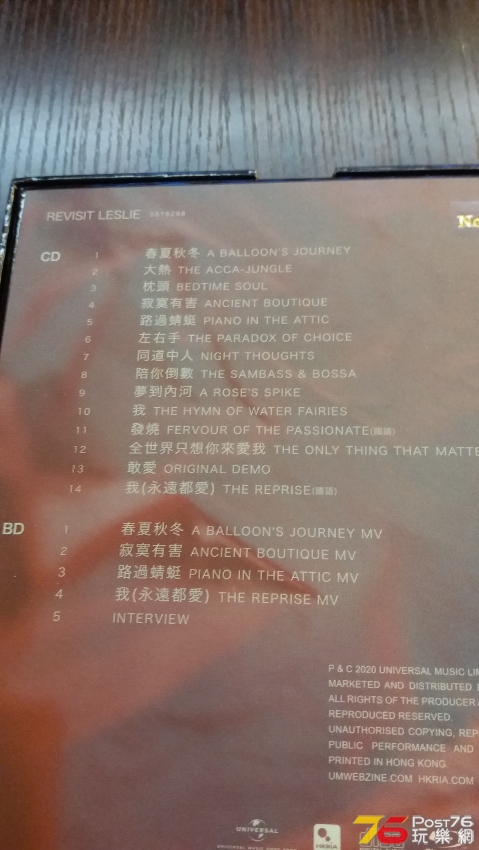 REVISIT LESLIE
No
CD
1 春夏秋冬 A BALLOON'S JOURNEY
2 大熱 THE ACCA-JUNGLE
3 枕頭 BEDTIME SOUL
4 寂寞有害 ANCIENT BOUTIQUE
5 路過蜻蜓 PIANO IN THE ATTIC
6 左右手 THE PARADOX OF CHOICE
7 同道中人 NIGHT THOUGHTS
8 陪你倒數 THE SAMBASS & BOSSA
9 夢到內河 A ROSE'S SPIKE
10 我 THE HYMN OF WATER FAIRIES
11 發燒 FERVOUR OF THE PASSIONATE(國語)
12 全世界只想你來愛我 THE ONLY THING THAT MATTE
13 敢愛 ORIGINAL DEMO
14 我(永遠都愛) THE REPRISE(國語)
BD
1 春夏秋冬 A BALLOON'S JOURNEY MV
2 寂寞有害 ANCIENT BOUTIQUE MV
3 路過蜻蜓 PIANO IN THE ATTIC MV
4 我(永遠都愛) THE REPRISE MV
5 INTERVIEW
P & C 2020 UNIVERSAL MUSIC LIM
MARKETED AND DISTRIBUTED
ALL RIGHTS OF THE PRODUCER
REPRODUCED RESERVED.
UNAUTHORISED COPYING, REP
PUBLIC PERFORMANCE AND
PRINTED IN HONG KONG.
UMWEBZINE.COM HKRIA.COM
UNIVERSAL
HKRIA
76 POST76
玩樂網